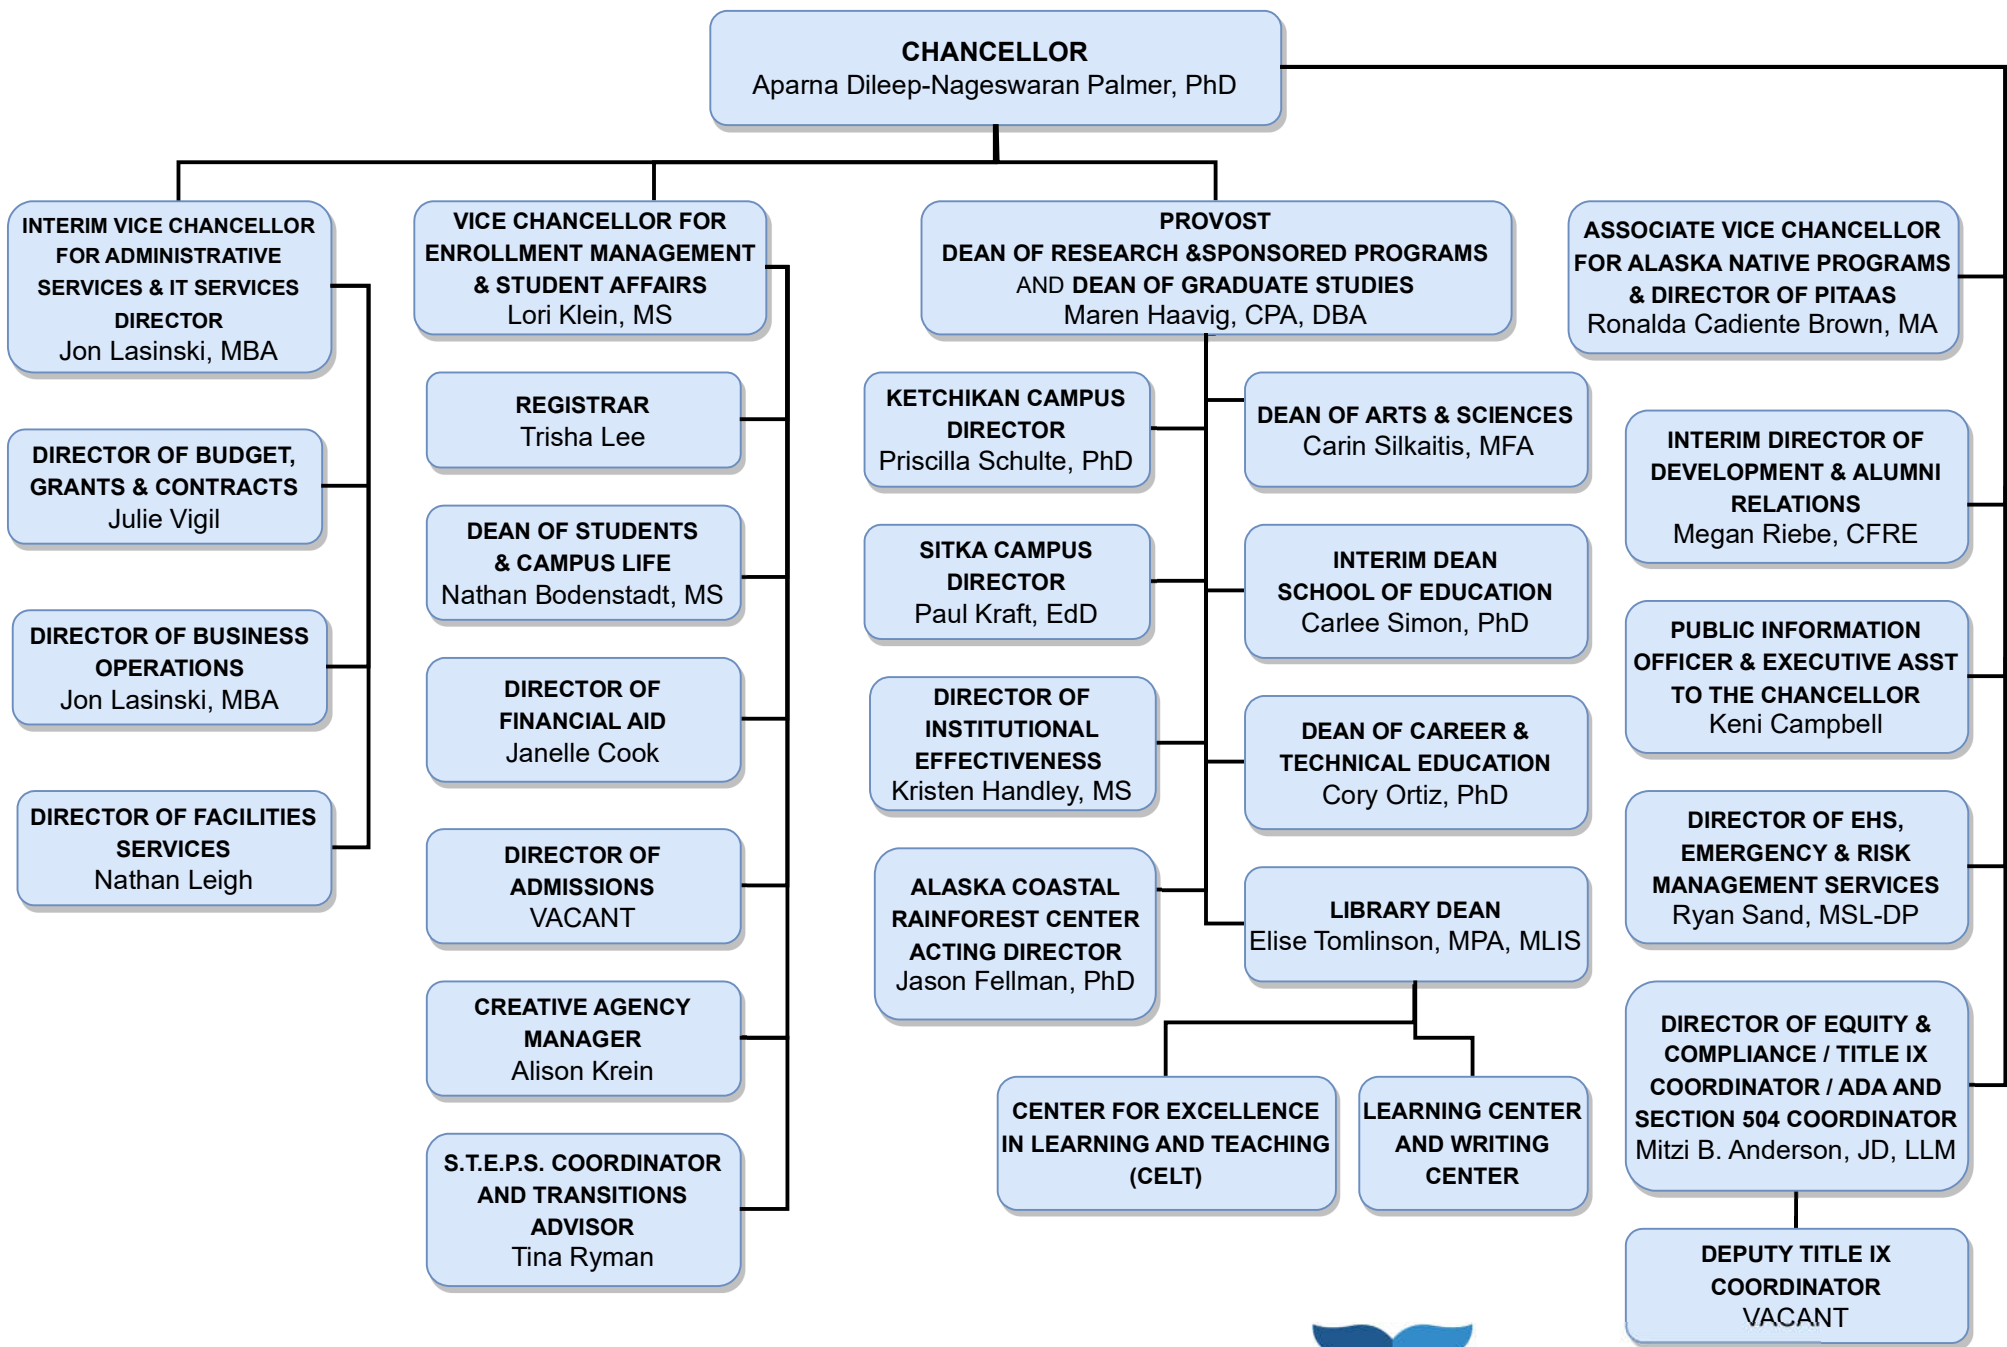 CHANCELLOR
Aparna Dileep-Nageswaran Palmer, PhD
INTERIM VICE CHANCELLOR
FOR ADMINISTRATIVE
SERVICES & IT SERVICES
DIRECTOR
Jon Lasinski, MBA
DIRECTOR OF BUDGET,
GRANTS & CONTRACTS
Julie Vigil
DIRECTOR OF BUSINESS
OPERATIONS
Jon Lasinski, MBA
DIRECTOR OF FACILITIES
SERVICES
Nathan Leigh
VICE CHANCELLOR FOR
ENROLLMENT MANAGEMENT
& STUDENT AFFAIRS
Lori Klein, MS
REGISTRAR
Trisha Lee
DEAN OF STUDENTS
& CAMPUS LIFE
Nathan Bodenstadt, MS
DIRECTOR OF
FINANCIAL AID
Janelle Cook
DIRECTOR OF
ADMISSIONS
VACANT
CREATIVE AGENCY
MANAGER
Alison Krein
S.T.E.P.S. COORDINATOR
AND TRANSITIONS
ADVISOR
Tina Ryman
PROVOST
DEAN OF RESEARCH &SPONSORED PROGRAMS
AND DEAN OF GRADUATE STUDIES
Maren Haavig, CPA, DBA
KETCHIKAN CAMPUS
DIRECTOR
Priscilla Schulte, PhD
SITKA CAMPUS
DIRECTOR
Paul Kraft, EdD
DIRECTOR OF
INSTITUTIONAL
EFFECTIVENESS
Kristen Handley, MS
ALASKA COASTAL
RAINFOREST CENTER
ACTING DIRECTOR
Jason Fellman, PhD
DEAN OF ARTS & SCIENCES
Carin Silkaitis, MFA
INTERIM DEAN
SCHOOL OF EDUCATION
Carlee Simon, PhD
DEAN OF CAREER &
TECHNICAL EDUCATION
Cory Ortiz, PhD
LIBRARY DEAN
Elise Tomlinson, MPA, MLIS
CENTER FOR EXCELLENCE
IN LEARNING AND TEACHING
(CELT)
LEARNING CENTER
AND WRITING
CENTER
ASSOCIATE VICE CHANCELLOR
FOR ALASKA NATIVE PROGRAMS
& DIRECTOR OF PITAAS
Ronalda Cadiente Brown, MA
INTERIM DIRECTOR OF
DEVELOPMENT & ALUMNI
RELATIONS
Megan Riebe, CFRE
PUBLIC INFORMATION
OFFICER & EXECUTIVE ASST
TO THE CHANCELLOR
Keni Campbell
DIRECTOR OF EHS,
EMERGENCY & RISK
MANAGEMENT SERVICES
Ryan Sand, MSL-DP
DIRECTOR OF EQUITY &
COMPLIANCE / TITLE IX
COORDINATOR / ADA AND
SECTION 504 COORDINATOR
Mitzi B. Anderson, JD, LLM
DEPUTY TITLE IX
COORDINATOR
VACANT